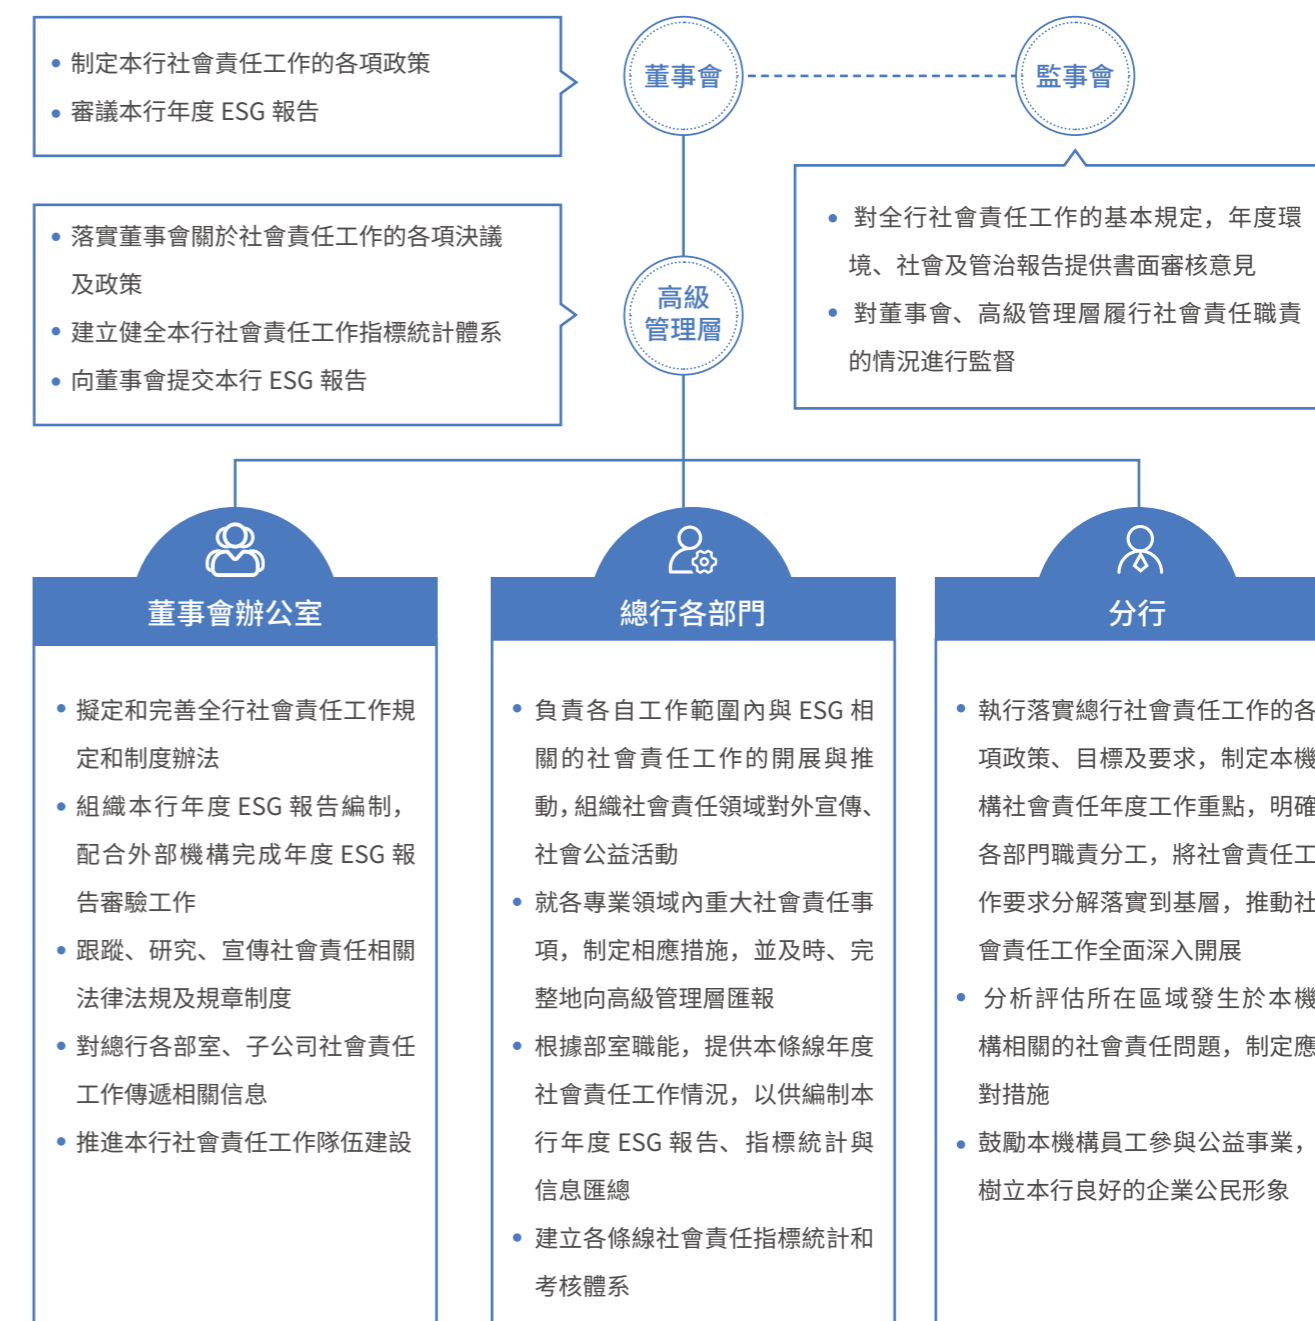 制定本行社會責任工作的各項政策
審議本行年度 ESG 報告
董事會
監事會
落實董事會關於社會責任工作的各項決議
及政策
建立健全本行社會責任工作指標統計體系
向董事會提交本行 ESG 報告
高級
管理層
對全行社會責任工作的基本規定，年度環
境、社會及管治報告提供書面審核意見
對董事會、高級管理層履行社會責任職責
的情況進行監督
董事會辦公室
擬定和完善全行社會責任工作規
定和制度辦法
組織本行年度 ESG 報告編制，
配合外部機構完成年度 ESG 報
告審驗工作
跟蹤、研究、宣傳社會責任相關
法律法規及規章制度
對總行各部室、子公司社會責任
工作傳遞相關信息
推進本行社會責任工作隊伍建設
總行各部門
負責各自工作範圍內與 ESG 相
關的社會責任工作的開展與推
動，組織社會責任領域對外宣傳、
社會公益活動
就各專業領域內重大社會責任事
項，制定相應措施，並及時、完
整地向高級管理層匯報
根據部室職能，提供本條線年度
社會責任工作情況，以供編制本
行年度 ESG 報告、指標統計與
信息匯總
建立各條線社會責任指標統計和
考核體系
分行
執行落實總行社會責任工作的各
項政策、目標及要求，制定本機
構社會責任年度工作重點，明確
各部門職責分工，將社會責任工
作要求分解落實到基層，推動社
會責任工作全面深入開展
分析評估所在區域發生於本機
構相關的社會責任問題，制定應
對措施
鼓勵本機構員工參與公益事業，
樹立本行良好的企業公民形象